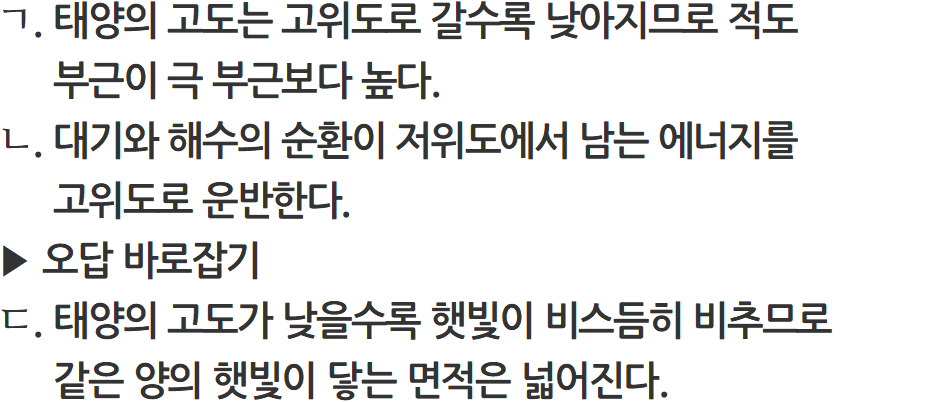 ㄱ. 태양의 고도는 고위도로 갈수록 낮아지므로 적도
부근이 극 부근보다 높다.
ㄴ. 대기와 해수의 순환이 저위도에서 남는 에너지를
고위도로 운반한다.
▶ 오답 바로잡기
ㄷ. 태양의 고도가 낮을수록 햇빛이 비스듬히 비추므로
같은 양의 햇빛이 닿는 면적은 넓어진다.